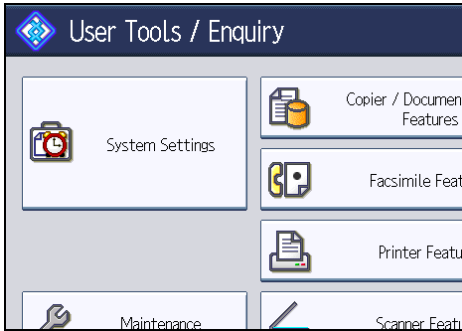 User Tools / Enquiry
System Settings
Copier / Documen
Features
Facsimile Feat
Printer Featu
Maintenance
Scanner Featu